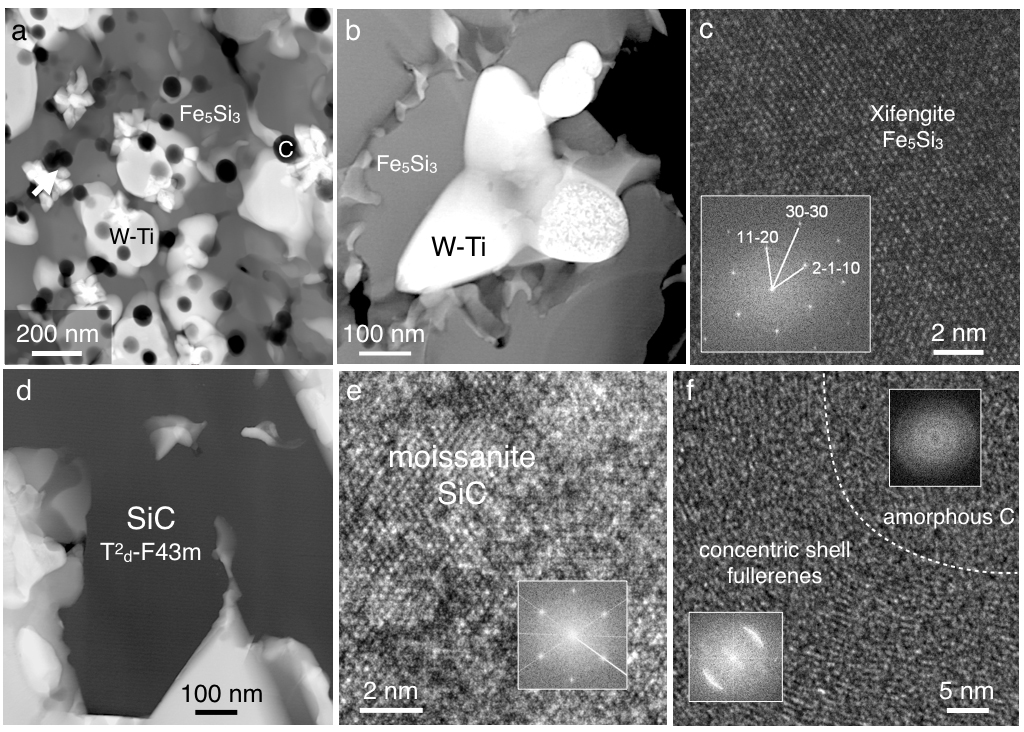 a
Fe₅Si₃
C
W-Ti
200 nm
b
Fe₅Si₃
W-Ti
100 nm
c
Xifengite
Fe₅Si₃
30-30
11-20
2-1-10
2 nm
d
SiC
T²d-F43m
100 nm
e
moissanite
SiC
2 nm
f
amorphous C
concentric shell
fullerenes
5 nm